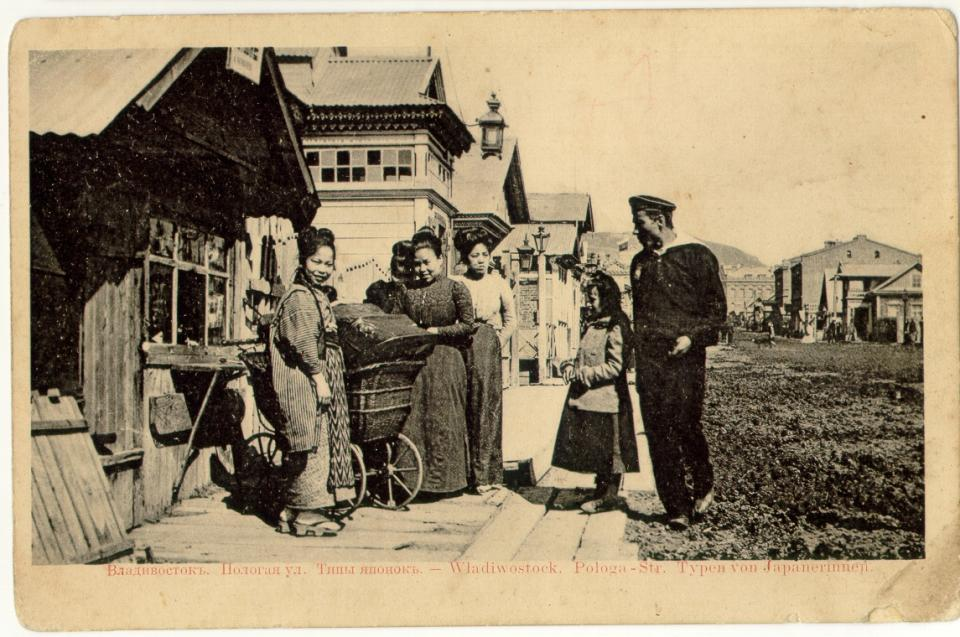 Владивостокъ. Пологая ул. Типы японокъ. — Wladiwostock. Pologa-Str. Typen von Japanerinnen.